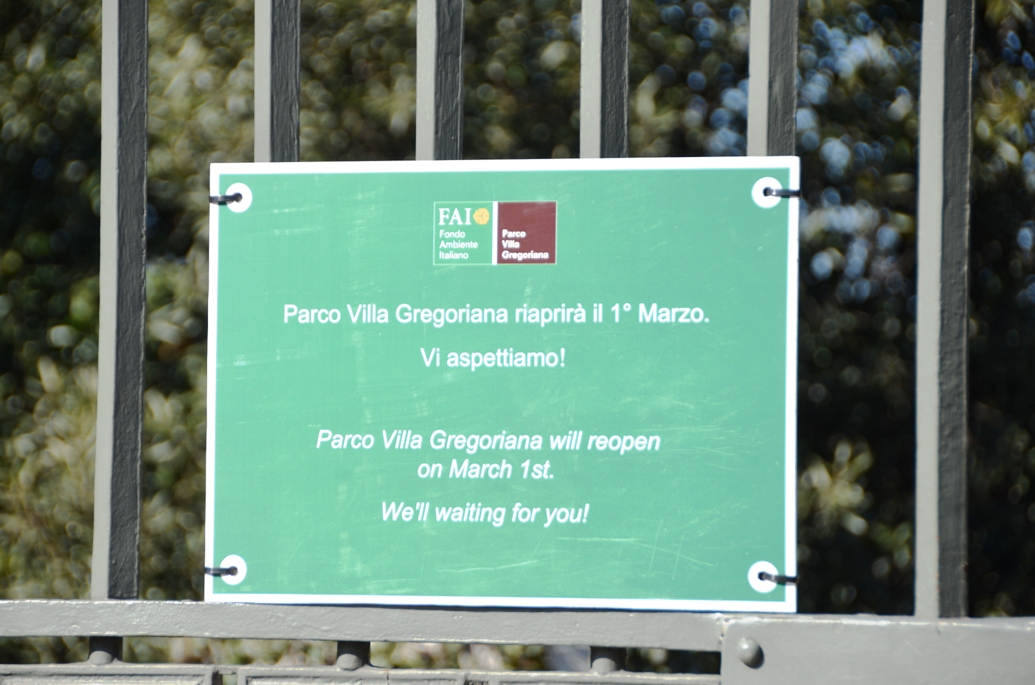 FAI
Fondo
Ambiente
Italiano
Parco
Villa
Gregoriana
Parco Villa Gregoriana riaprirà il 1° Marzo.
Vi aspettiamo!
Parco Villa Gregoriana will reopen
on March 1st.
We'll waiting for you!